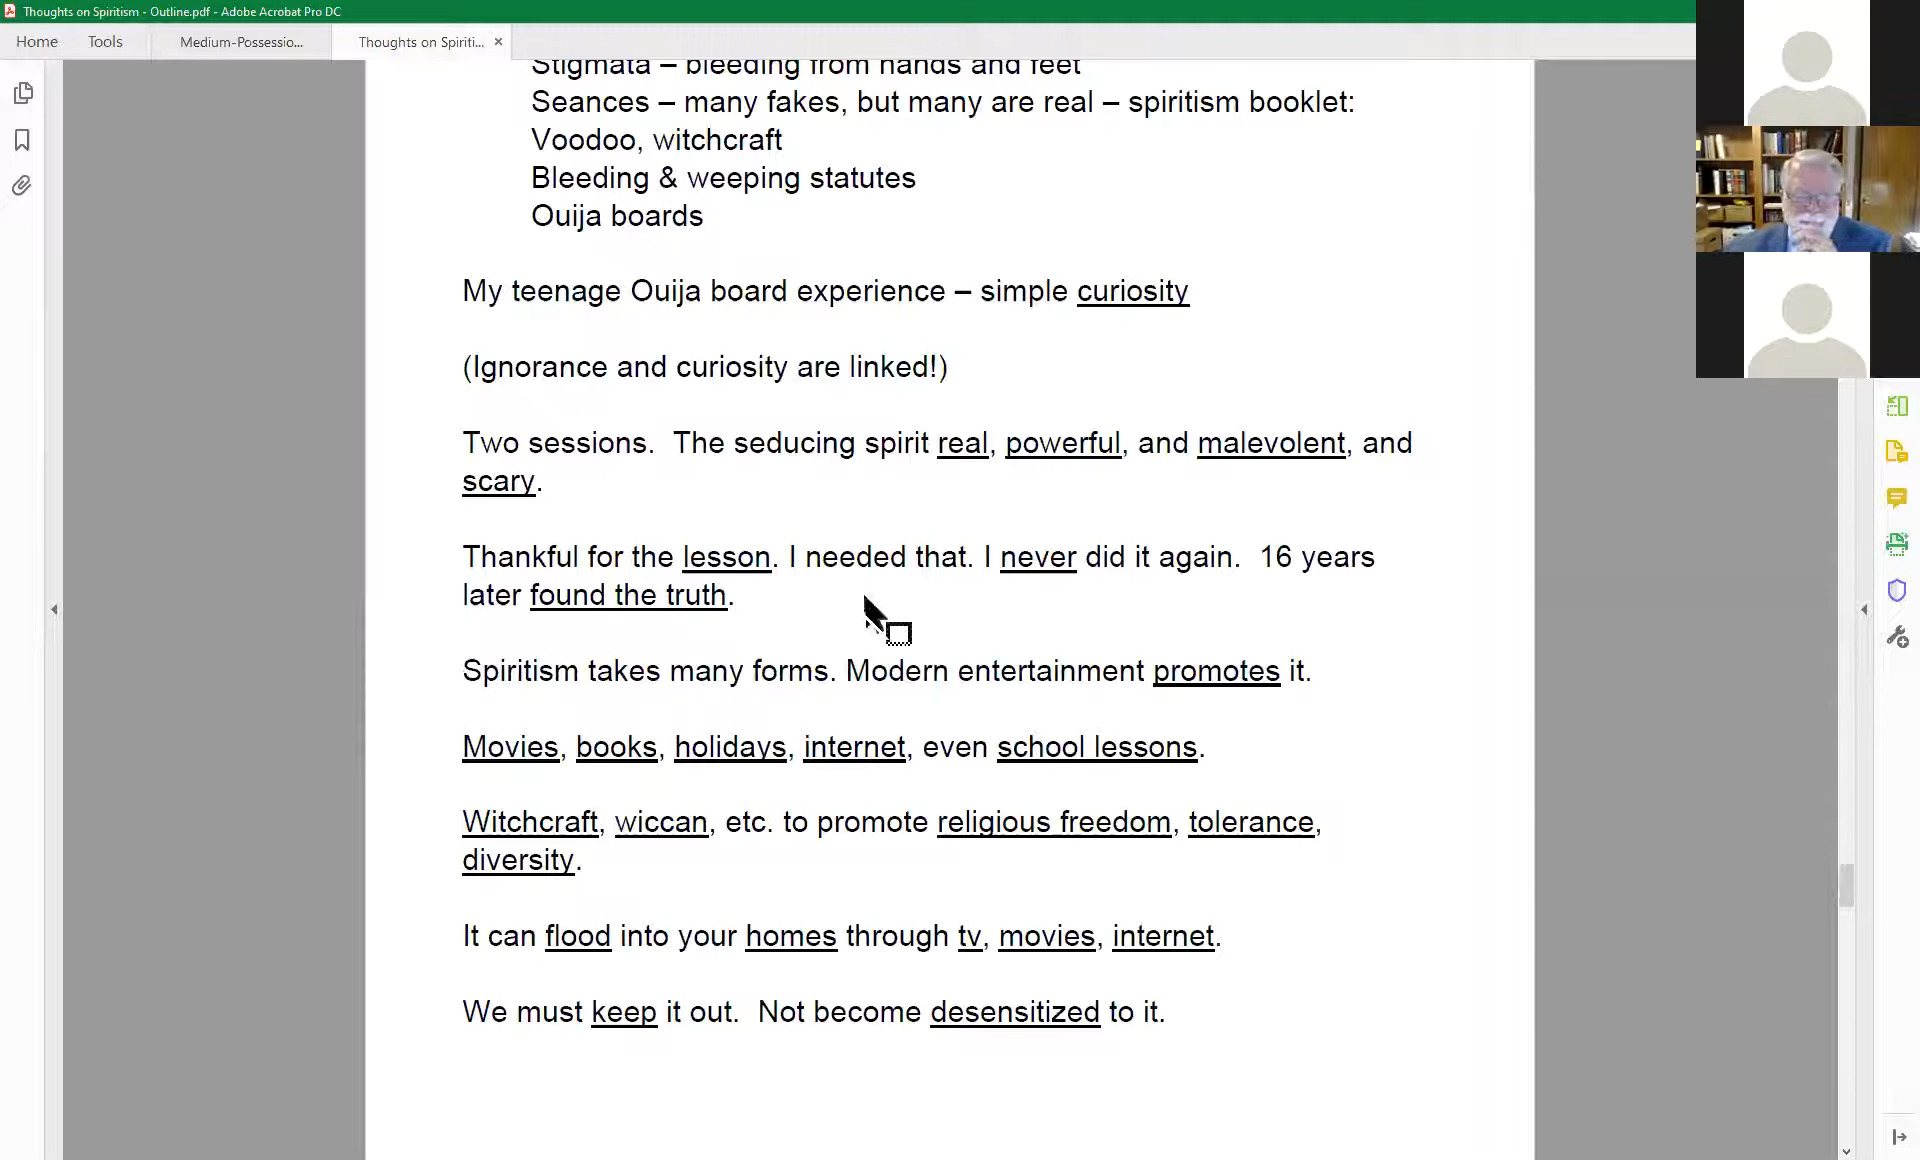 Thoughts on Spiritism - Outline.pdf - Adobe Acrobat Pro DC
Home Tools Medium-Possessio... Thoughts on Spiriti... ×
Stigmata – bleeding from hands and feet
Seances – many fakes, but many are real – spiritism booklet:
Voodoo, witchcraft
Bleeding & weeping statutes
Ouija boards
My teenage Ouija board experience – simple curiosity
(Ignorance and curiosity are linked!)
Two sessions.  The seducing spirit real, powerful, and malevolent, and
scary.
Thankful for the lesson. I needed that. I never did it again.  16 years
later found the truth.
Spiritism takes many forms. Modern entertainment promotes it.
Movies, books, holidays, internet, even school lessons.
Witchcraft, wiccan, etc. to promote religious freedom, tolerance,
diversity.
It can flood into your homes through tv, movies, internet.
We must keep it out.  Not become desensitized to it.